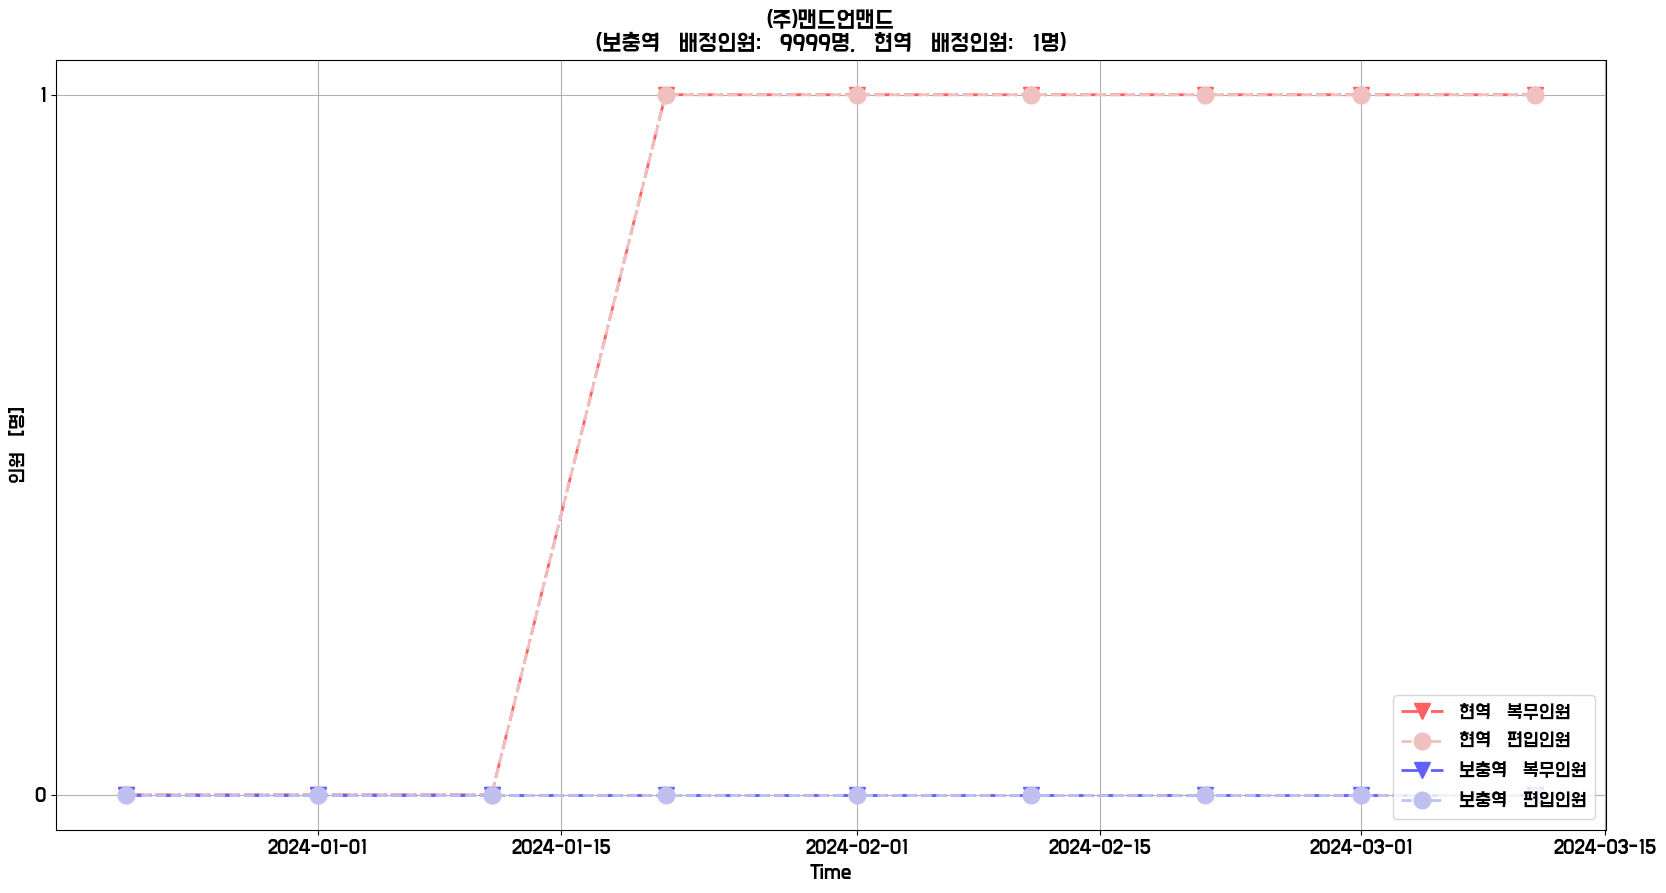 (주)맨드언맨드
(보충역 배정인원: 9999명, 현역 배정인원: 1명)
1
0
인원 [명]
현역 복무인원
현역 편입인원
보충역 복무인원
보충역 편입인원
2024-01-01
2024-01-15
2024-02-01
2024-02-15
2024-03-01
2024-03-15
Time